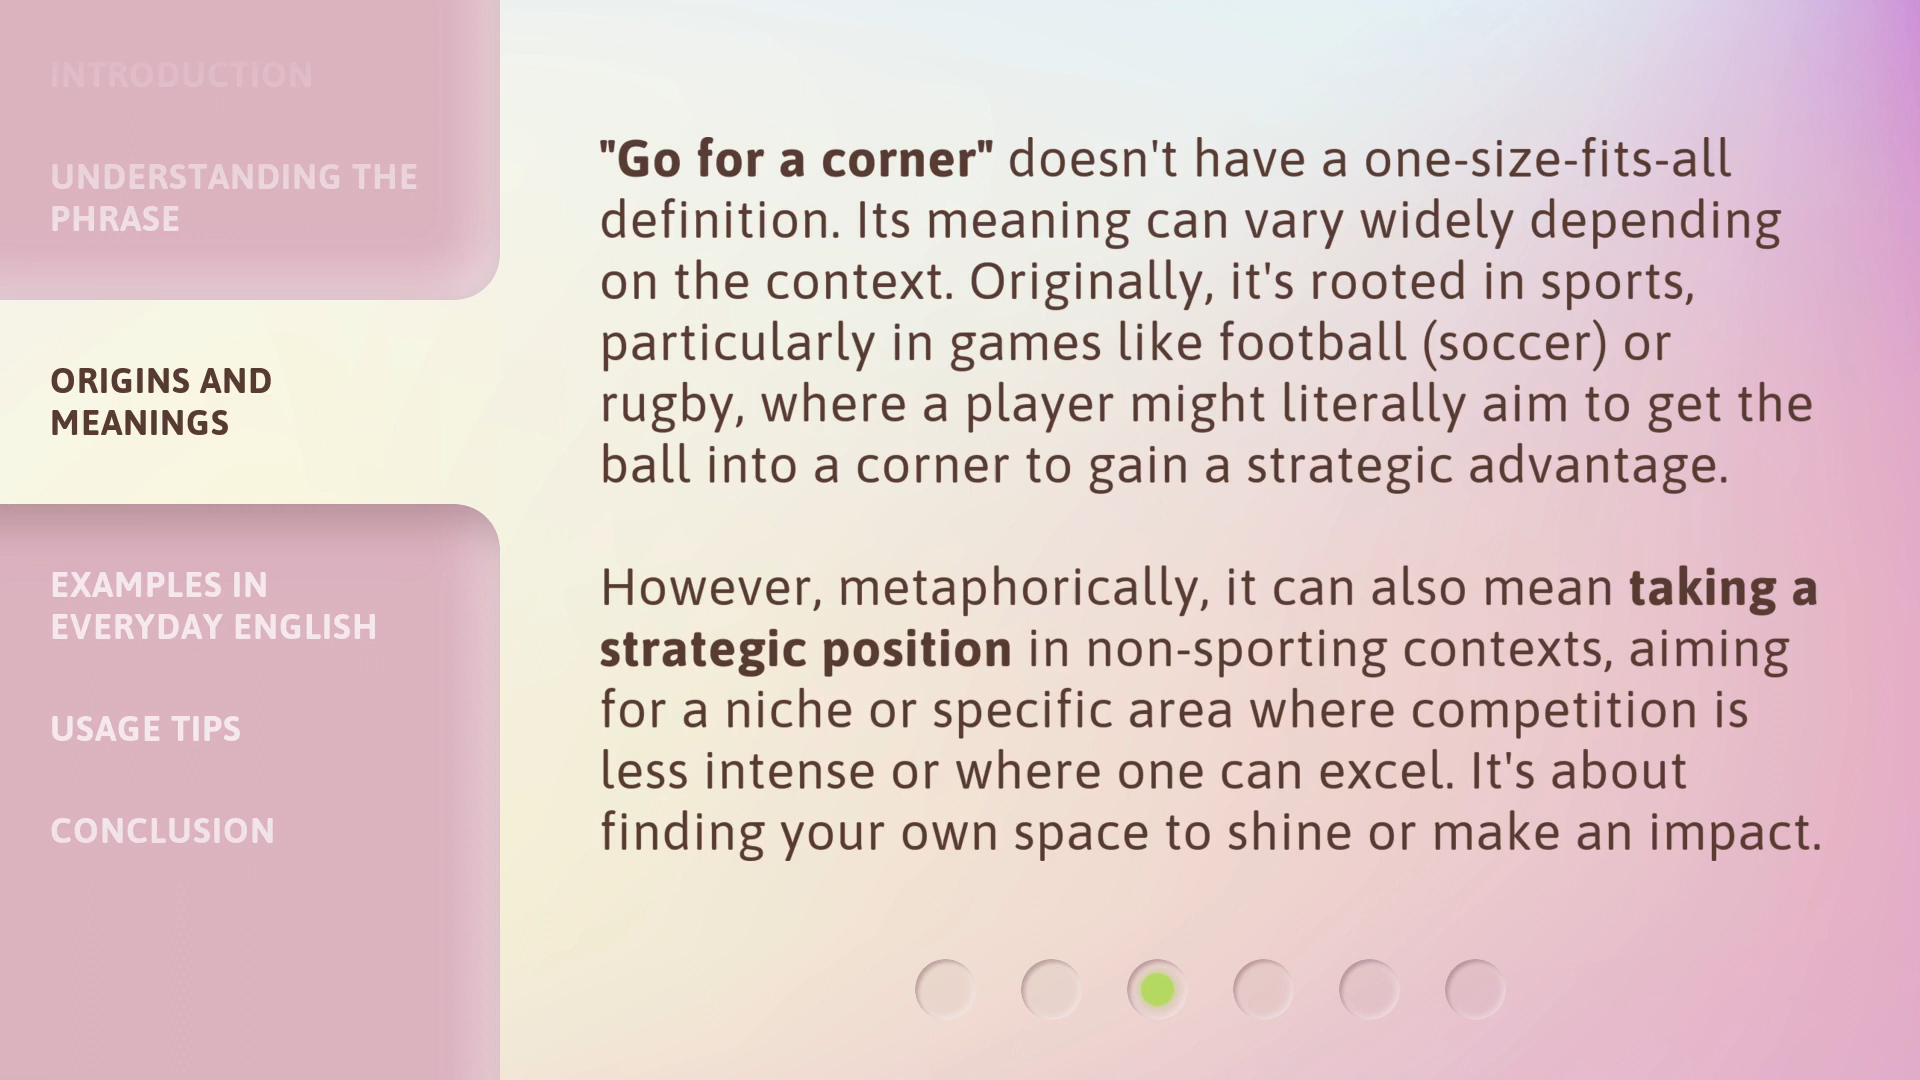 INTRODUCTION
UNDERSTANDING THE
PHRASE
ORIGINS AND
MEANINGS
EXAMPLES IN
EVERYDAY ENGLISH
USAGE TIPS
CONCLUSION
"Go for a corner" doesn't have a one-size-fits-all
definition. Its meaning can vary widely depending
on the context. Originally, it's rooted in sports,
particularly in games like football (soccer) or
rugby, where a player might literally aim to get the
ball into a corner to gain a strategic advantage.
However, metaphorically, it can also mean taking a
strategic position in non-sporting contexts, aiming
for a niche or specific area where competition is
less intense or where one can excel. It's about
finding your own space to shine or make an impact.